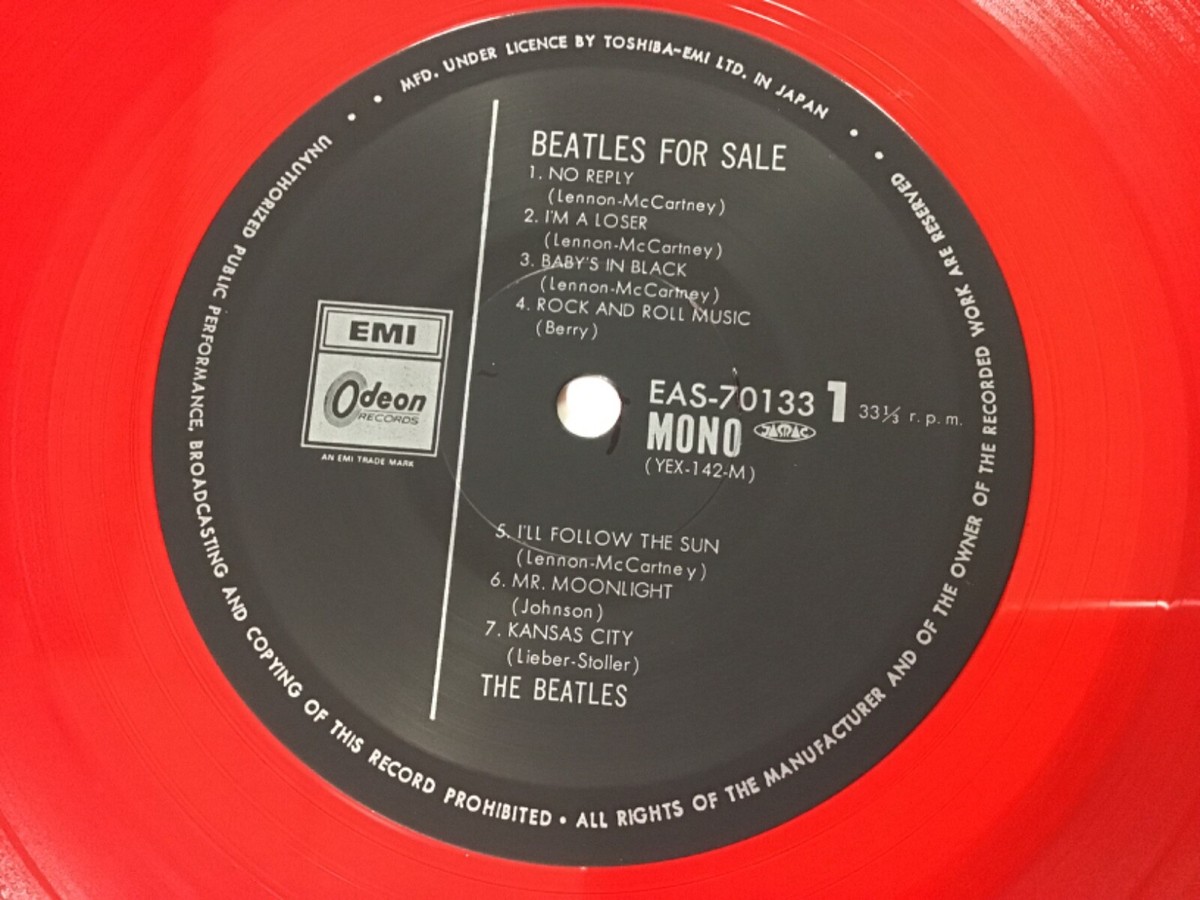 MFD. UNDER LICENCE BY TOSHIBA-EMI LTD. IN JAPAN
BEATLES FOR SALE
1. NO REPLY
(Lennon-McCartney)
2. I'M A LOSER
(Lennon-McCartney)
3. BABY'S IN BLACK
(Lennon-McCartney)
4. ROCK AND ROLL MUSIC
(Berry)
EMI
Odeon
RECORDS
AN EMI TRADE MARK
EAS-70133 1 33⅓ r.p.m.
MONO JASRAC
(YEX-142-M)
5. I'LL FOLLOW THE SUN
(Lennon-McCartney)
6. MR. MOONLIGHT
(Johnson)
7. KANSAS CITY
(Lieber-Stoller)
THE BEATLES
UNAUTHORIZED PUBLIC PERFORMANCE, BROADCASTING AND COPYING OF THIS RECORD PROHIBITED • ALL RIGHTS OF THE MANUFACTURER AND OF THE OWNER OF THE RECORDED WORK ARE RESERVED